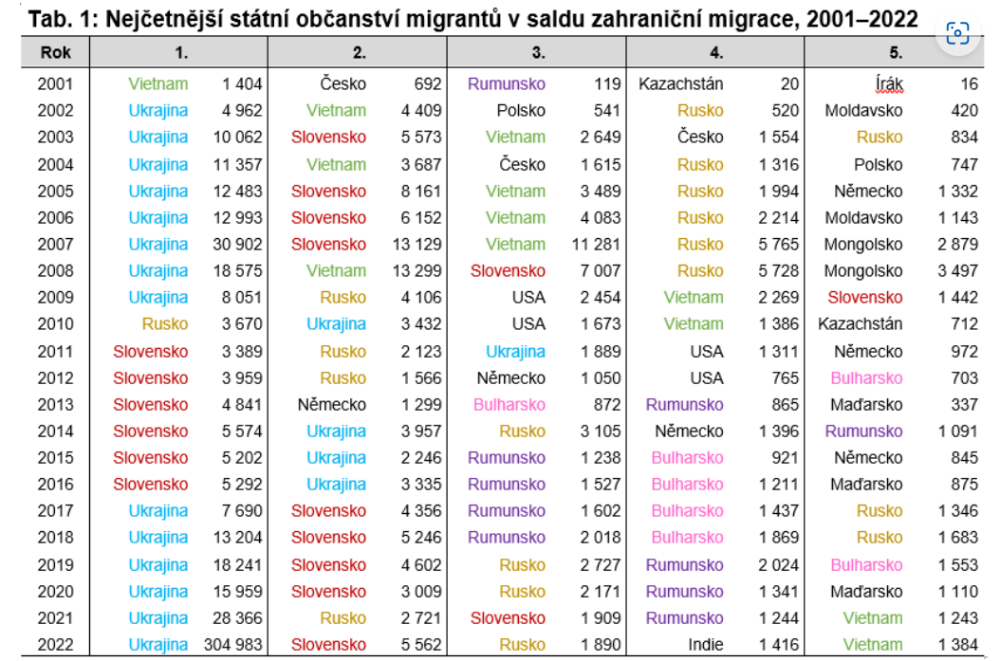 Tab. 1: Nejčetnější státní občanství migrantů v saldu zahraniční migrace, 2001–2022
Rok 1. 2. 3. 4. 5.
2001 Vietnam 1 404 Česko 692 Rumunsko 119 Kazachstán 20 Írák 16
2002 Ukrajina 4 962 Vietnam 4 409 Polsko 541 Rusko 520 Moldavsko 420
2003 Ukrajina 10 062 Slovensko 5 573 Vietnam 2 649 Česko 1 554 Rusko 834
2004 Ukrajina 11 357 Vietnam 3 687 Česko 1 615 Rusko 1 316 Polsko 747
2005 Ukrajina 12 483 Slovensko 8 161 Vietnam 3 489 Rusko 1 994 Německo 1 332
2006 Ukrajina 12 993 Slovensko 6 152 Vietnam 4 083 Rusko 2 214 Moldavsko 1 143
2007 Ukrajina 30 902 Slovensko 13 129 Vietnam 11 281 Rusko 5 765 Mongolsko 2 879
2008 Ukrajina 18 575 Vietnam 13 299 Slovensko 7 007 Rusko 5 728 Mongolsko 3 497
2009 Ukrajina 8 051 Rusko 4 106 USA 2 454 Vietnam 2 269 Slovensko 1 442
2010 Rusko 3 670 Ukrajina 3 432 USA 1 673 Vietnam 1 386 Kazachstán 712
2011 Slovensko 3 389 Rusko 2 123 Ukrajina 1 889 USA 1 311 Německo 972
2012 Slovensko 3 959 Rusko 1 566 Německo 1 050 USA 765 Bulharsko 703
2013 Slovensko 4 841 Německo 1 299 Bulharsko 872 Rumunsko 865 Maďarsko 337
2014 Slovensko 5 574 Ukrajina 3 957 Rusko 3 105 Německo 1 396 Rumunsko 1 091
2015 Slovensko 5 202 Ukrajina 2 246 Rumunsko 1 238 Bulharsko 921 Německo 845
2016 Slovensko 5 292 Ukrajina 3 335 Rumunsko 1 527 Bulharsko 1 211 Maďarsko 875
2017 Ukrajina 7 690 Slovensko 4 356 Rumunsko 1 602 Bulharsko 1 437 Rusko 1 346
2018 Ukrajina 13 204 Slovensko 5 246 Rumunsko 2 018 Bulharsko 1 869 Rusko 1 683
2019 Ukrajina 18 241 Slovensko 4 602 Rusko 2 727 Rumunsko 2 024 Bulharsko 1 553
2020 Ukrajina 15 959 Slovensko 3 009 Rusko 2 171 Rumunsko 1 341 Maďarsko 1 110
2021 Ukrajina 28 366 Rusko 2 721 Slovensko 1 909 Rumunsko 1 244 Vietnam 1 243
2022 Ukrajina 304 983 Slovensko 5 562 Rusko 1 890 Indie 1 416 Vietnam 1 384